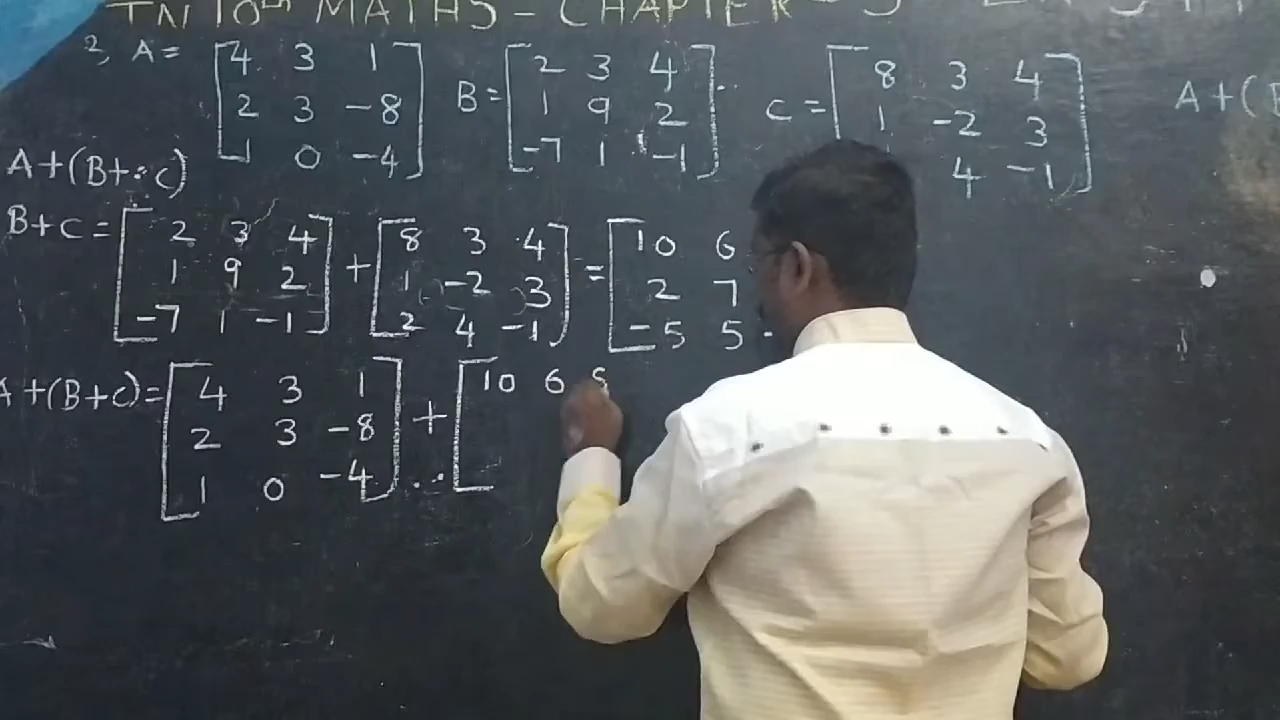 TN 10th MATHS - CHAPTER - 3
2, A = [4 3 1 B = [2 3 4 C = [8 3 4 A+(B
2 3 -8] 1 9 2] 1 -2 3]
1 0 -4] -7 1 -1] 4 -1]
A+(B+C)
B+C = [2 3 4 + [8 3 4 = [10 6
1 9 2 1 -2 3 2 7
-7 1 -1] 2 4 -1] -5 5 -
A+(B+C) = [4 3 1 + [10 6
2 3 -8
1 0 -4]